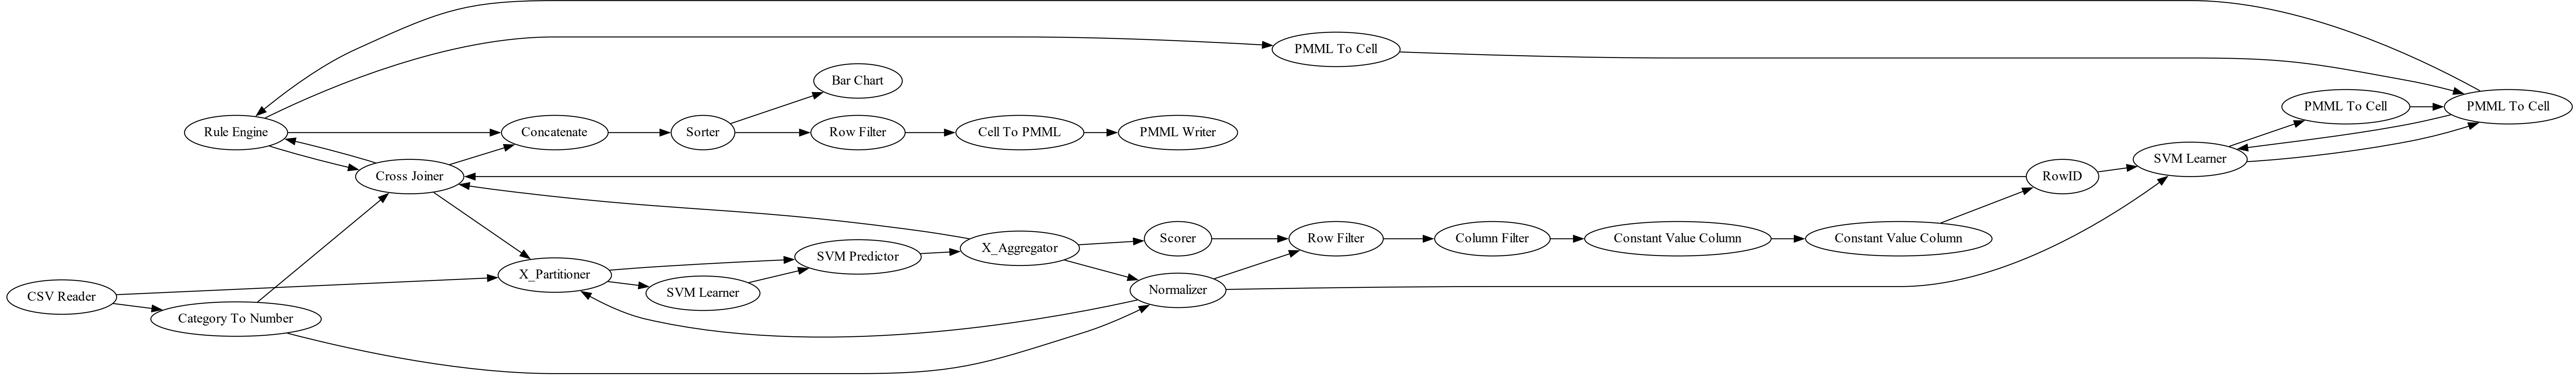 PMML To Cell
Bar Chart
PMML To Cell
PMML To Cell
Rule Engine
Concatenate
Sorter
Row Filter
Cell To PMML
PMML Writer
SVM Learner
Cross Joiner
RowID
Scorer
Row Filter
Column Filter
Constant Value Column
Constant Value Column
X_Aggregator
SVM Predictor
X_Partitioner
SVM Learner
Normalizer
CSV Reader
Category To Number